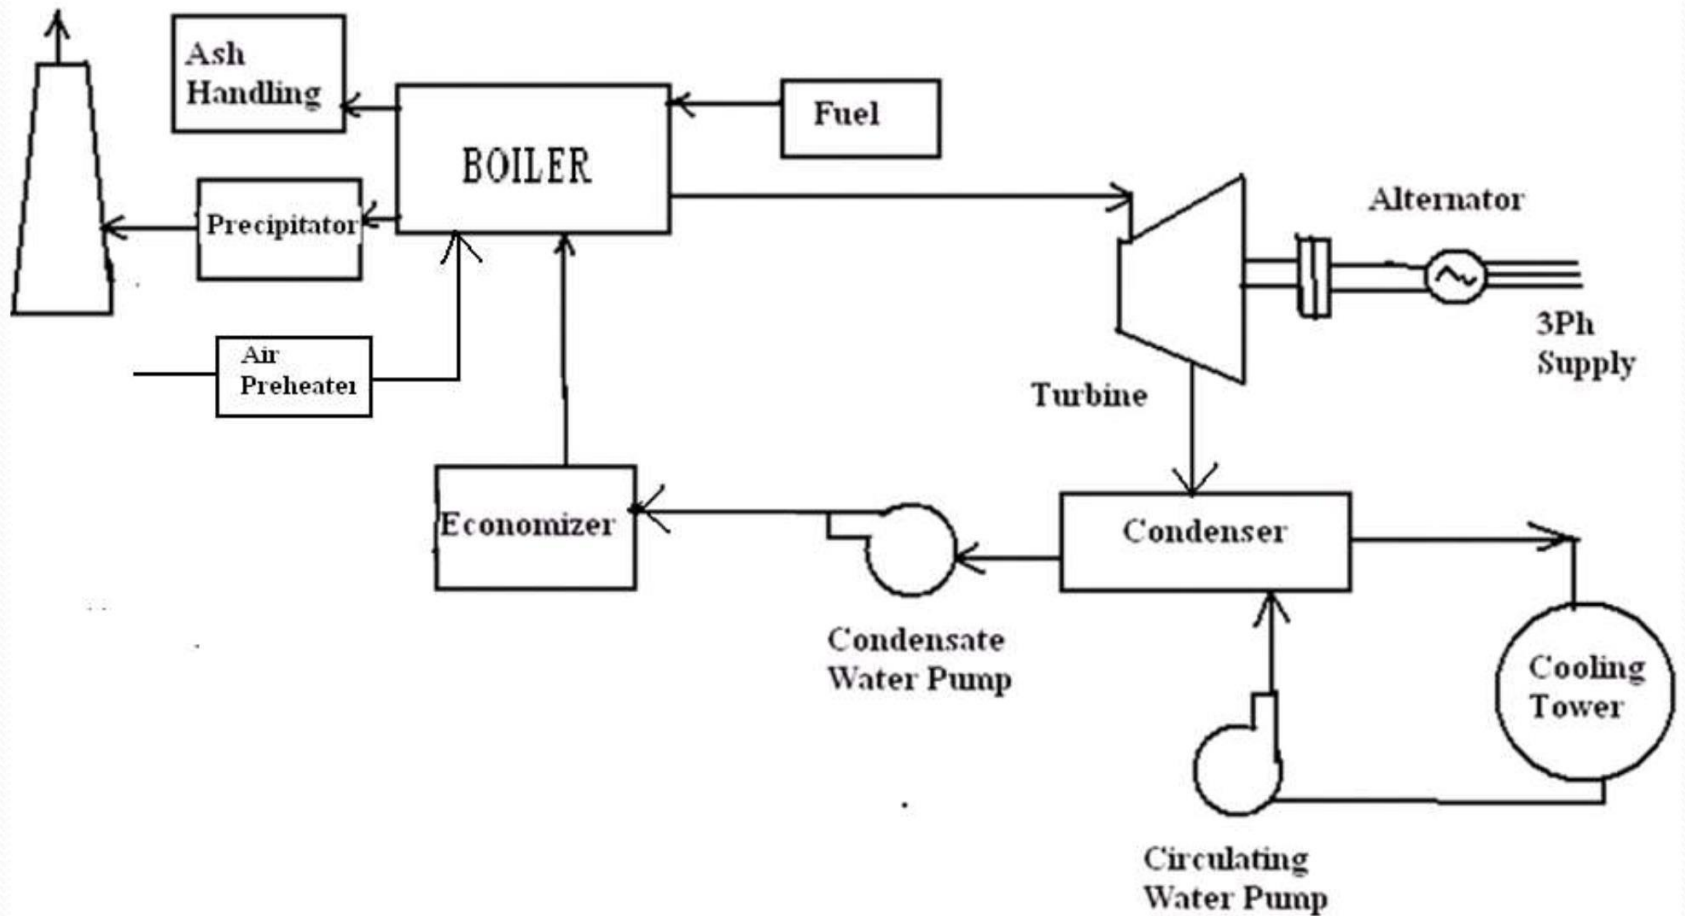 Ash
Handling
BOILER
Fuel
Precipitator
Alternator
3Ph
Supply
Air
Preheater
Turbine
Economizer
Condenser
Condensate
Water Pump
Cooling
Tower
Circulating
Water Pump